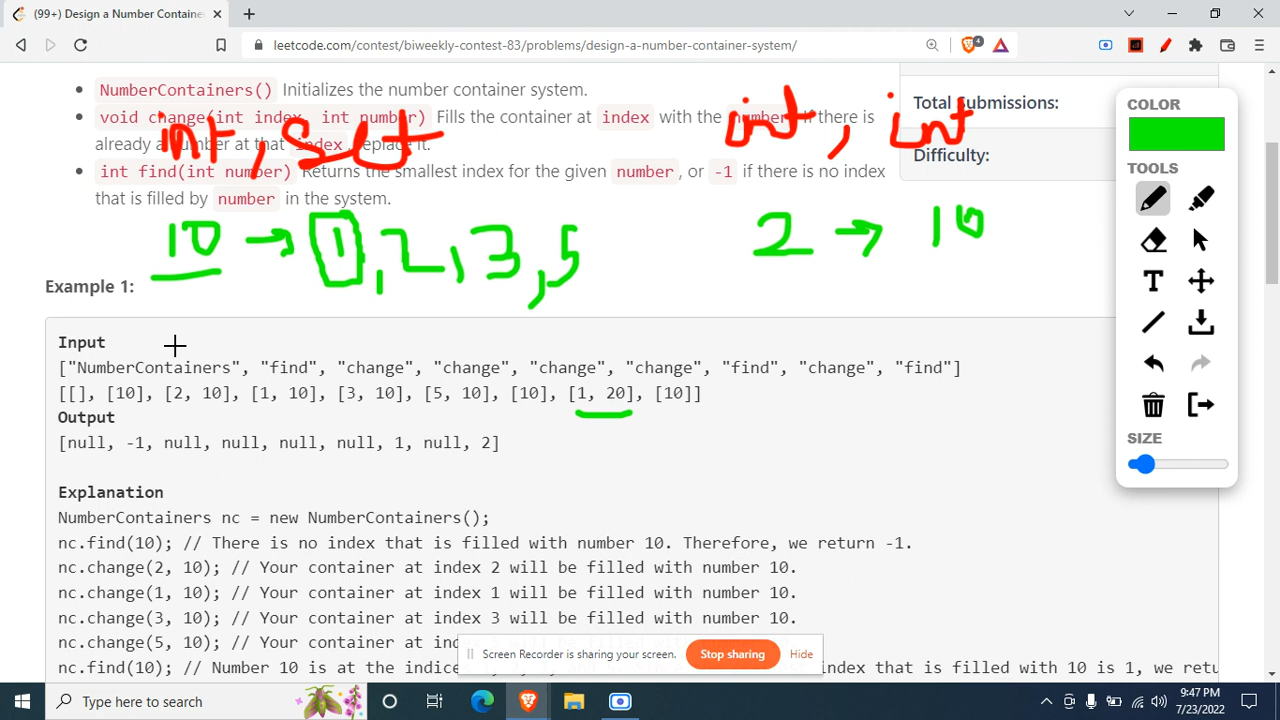 (99+) Design a Number Containe
leetcode.com/contest/biweekly-contest-83/problems/design-a-number-container-system/
4
NumberContainers() Initializes the number container system.
void change(int index, int number) Fills the container at index with the number. If there is
already a number at that index, replace it.
int find(int number) Returns the smallest index for the given number, or -1 if there is no index
that is filled by number in the system.
Total Submissions:
Difficulty:
int, set
int, int
10 → 1, 2, 3, 5
2 → 10
Example 1:
Input
["NumberContainers", "find", "change", "change", "change", "change", "find", "change", "find"]
[[], [10], [2, 10], [1, 10], [3, 10], [5, 10], [10], [1, 20], [10]]
Output
[null, -1, null, null, null, null, 1, null, 2]
Explanation
NumberContainers nc = new NumberContainers();
nc.find(10); // There is no index that is filled with number 10. Therefore, we return -1.
nc.change(2, 10); // Your container at index 2 will be filled with number 10.
nc.change(1, 10); // Your container at index 1 will be filled with number 10.
nc.change(3, 10); // Your container at index 3 will be filled with number 10.
nc.change(5, 10); // Your container at index
nc.find(10); // Number 10 is at the indices index that is filled with 10 is 1, we retu
COLOR
TOOLS
T
SIZE
Screen Recorder is sharing your screen.
Stop sharing
Hide
Type here to search
9:47 PM
7/23/2022